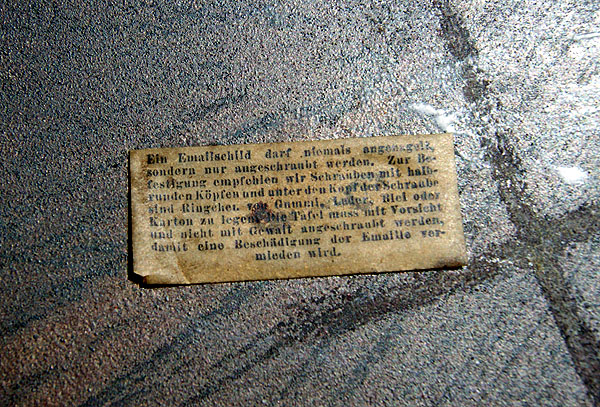 Ein Emailschild darf niemals angenagelt,
sondern nur angeschraubt werden. Zur Be-
festigung empfehlen wir Schrauben mit halb-
runden Köpfen und unter den Kopf der Schraube
sind Ringchen von Gummi, Leder, Blei oder
Karton zu legen. Die Tafel muss mit Vorsicht
und nicht mit Gewalt angeschraubt werden,
damit eine Beschädigung der Emaille ver-
mieden wird.